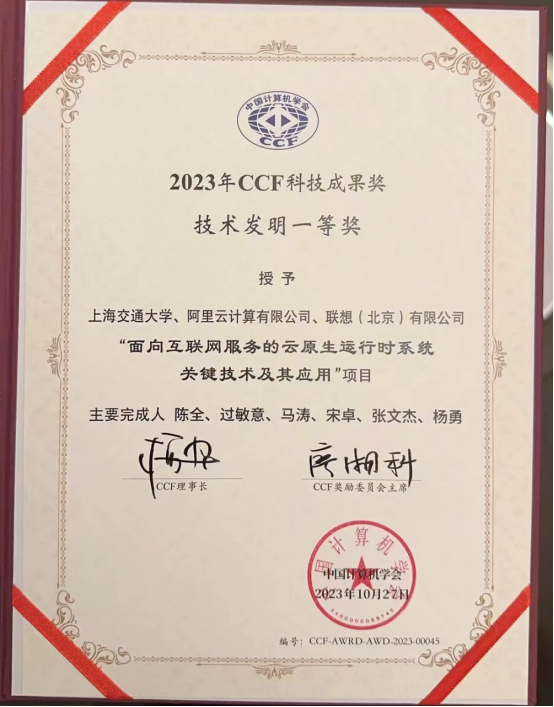 中国计算机学会
CCF
2023年CCF科技成果奖
技术发明一等奖
授 予
上海交通大学、阿里云计算有限公司、联想（北京）有限公司
“面向互联网服务的云原生运行时系统
关键技术及其应用”项目
主要完成人 陈全、过敏意、马涛、宋卓、张文杰、杨勇
CCF理事长
CCF奖励委员会主席
中国计算机学会
中国计算机学会
2023年10月27日
编号：CCF-AWRD-AWD-2023-00045